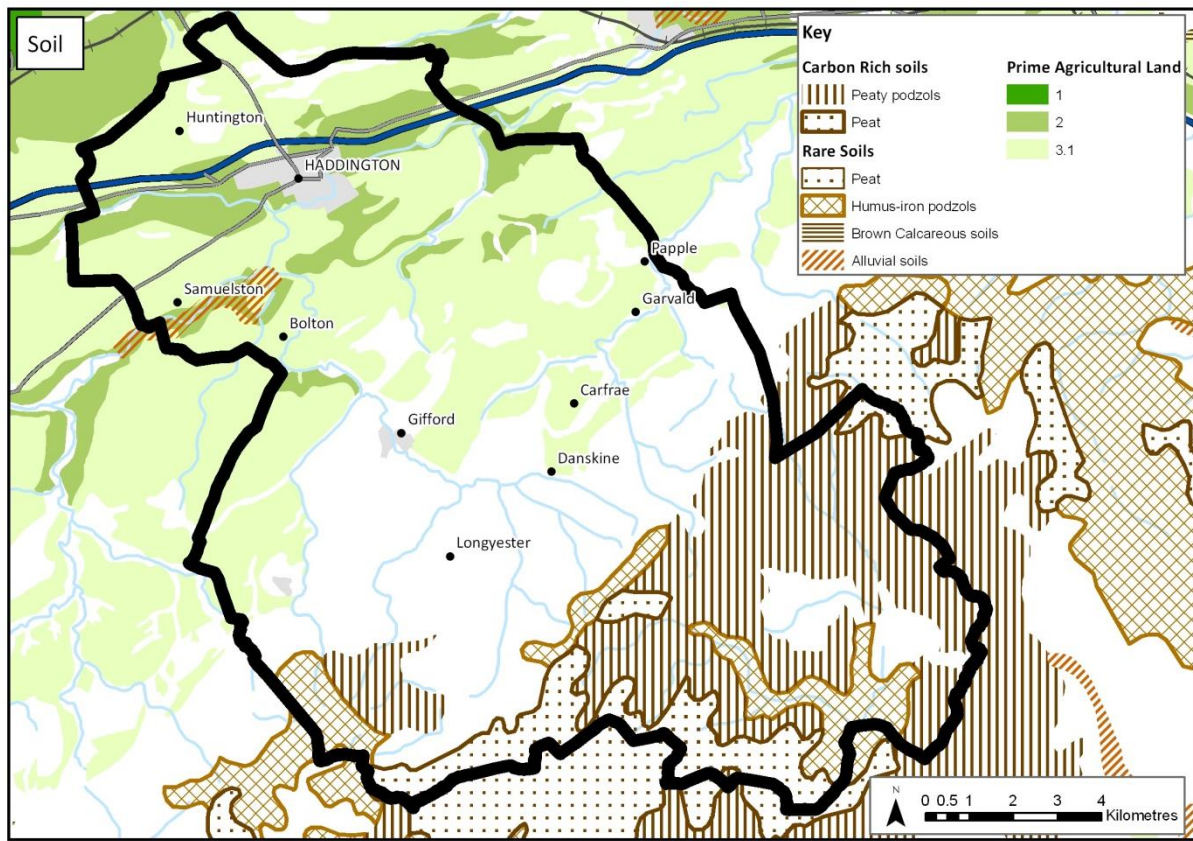 Soil
Key
Carbon Rich soils
Peaty podzols
Peat
Rare Soils
Peat
Humus-iron podzols
Brown Calcareous soils
Alluvial soils
Prime Agricultural Land
1
2
3.1
Huntington
HADDINGTON
Papple
Samuelston
Garvald
Bolton
Carfrae
Gifford
Danskine
Longyester
N
0 0.5 1 2 3 4
Kilometres